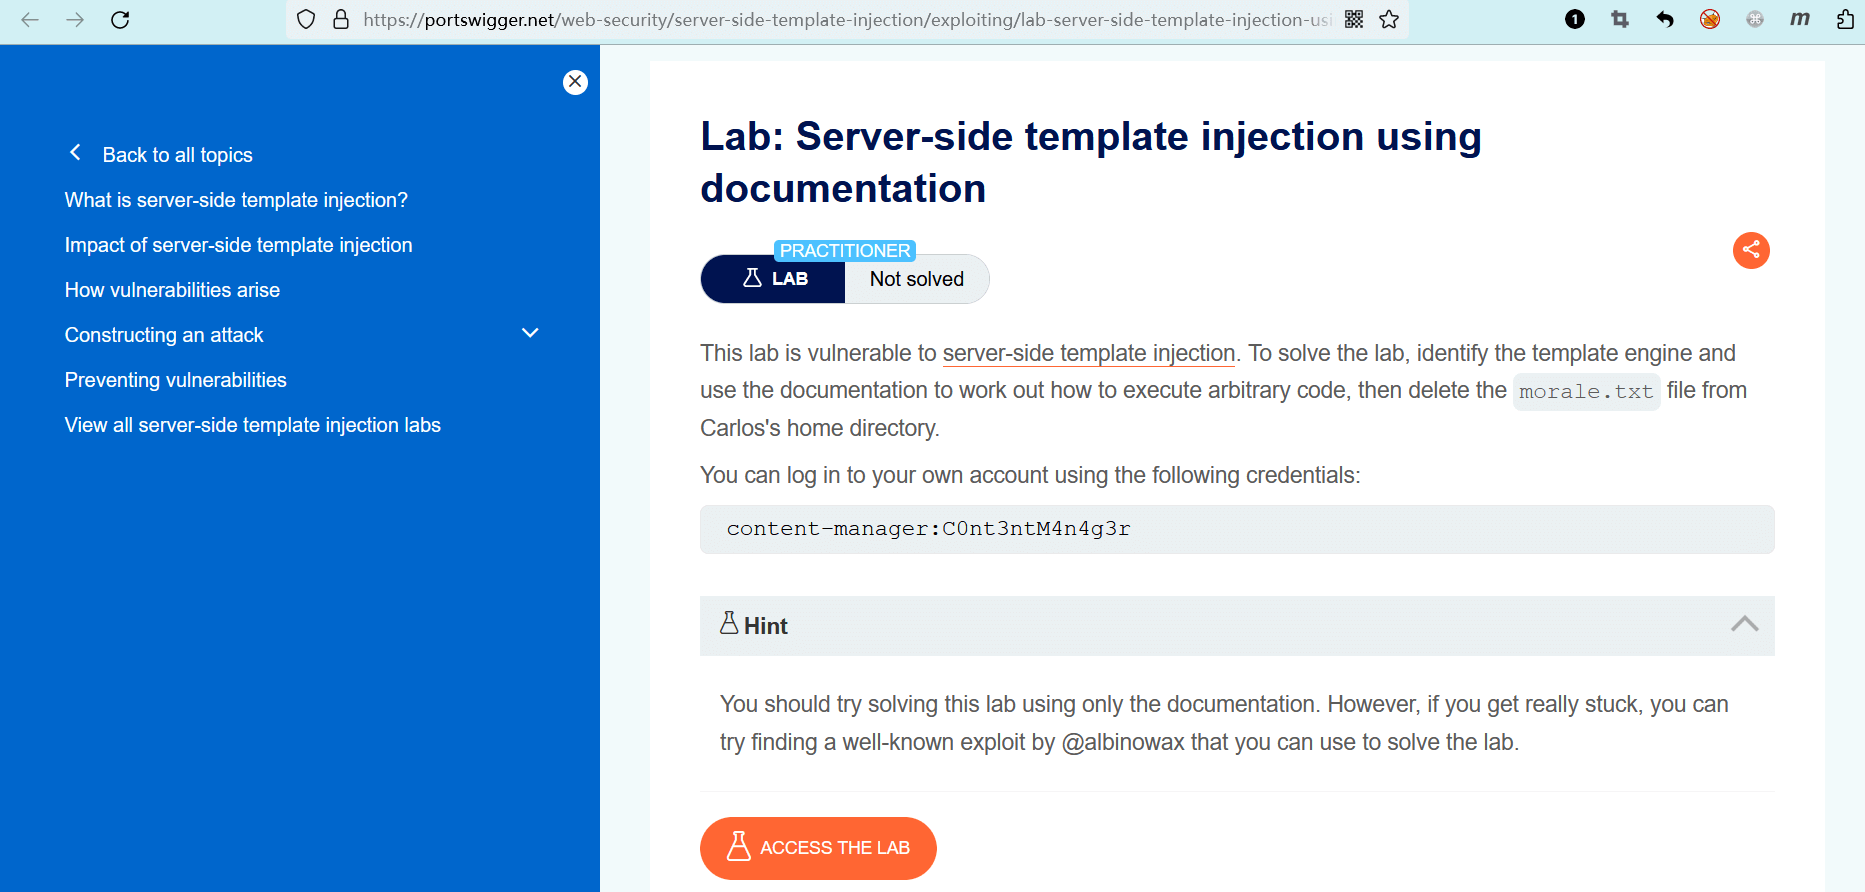 https://portswigger.net/web-security/server-side-template-injection/exploiting/lab-server-side-template-injection-usi
1
m
Back to all topics
What is server-side template injection?
Impact of server-side template injection
How vulnerabilities arise
Constructing an attack
Preventing vulnerabilities
View all server-side template injection labs
Lab: Server-side template injection using
documentation
PRACTITIONER
LAB
Not solved
This lab is vulnerable to server-side template injection. To solve the lab, identify the template engine and
use the documentation to work out how to execute arbitrary code, then delete the morale.txt file from
Carlos's home directory.
You can log in to your own account using the following credentials:
content-manager:C0nt3ntM4n4g3r
Hint
You should try solving this lab using only the documentation. However, if you get really stuck, you can
try finding a well-known exploit by @albinowax that you can use to solve the lab.
ACCESS THE LAB